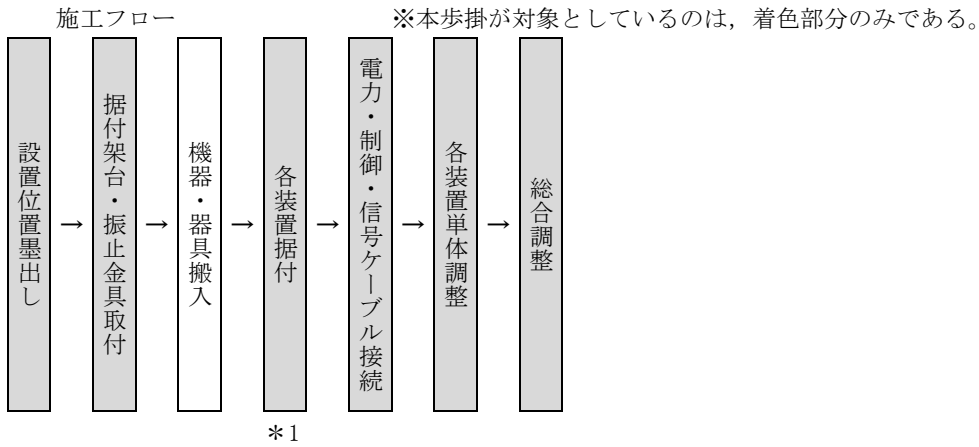 施工フロー
※本歩掛が対象としているのは，着色部分のみである。
設置位置墨出し
→
据付架台・振止金具取付
→
機器・器具搬入
→
各装置据付
→
電力・制御・信号ケーブル接続
→
各装置単体調整
→
総合調整
＊1